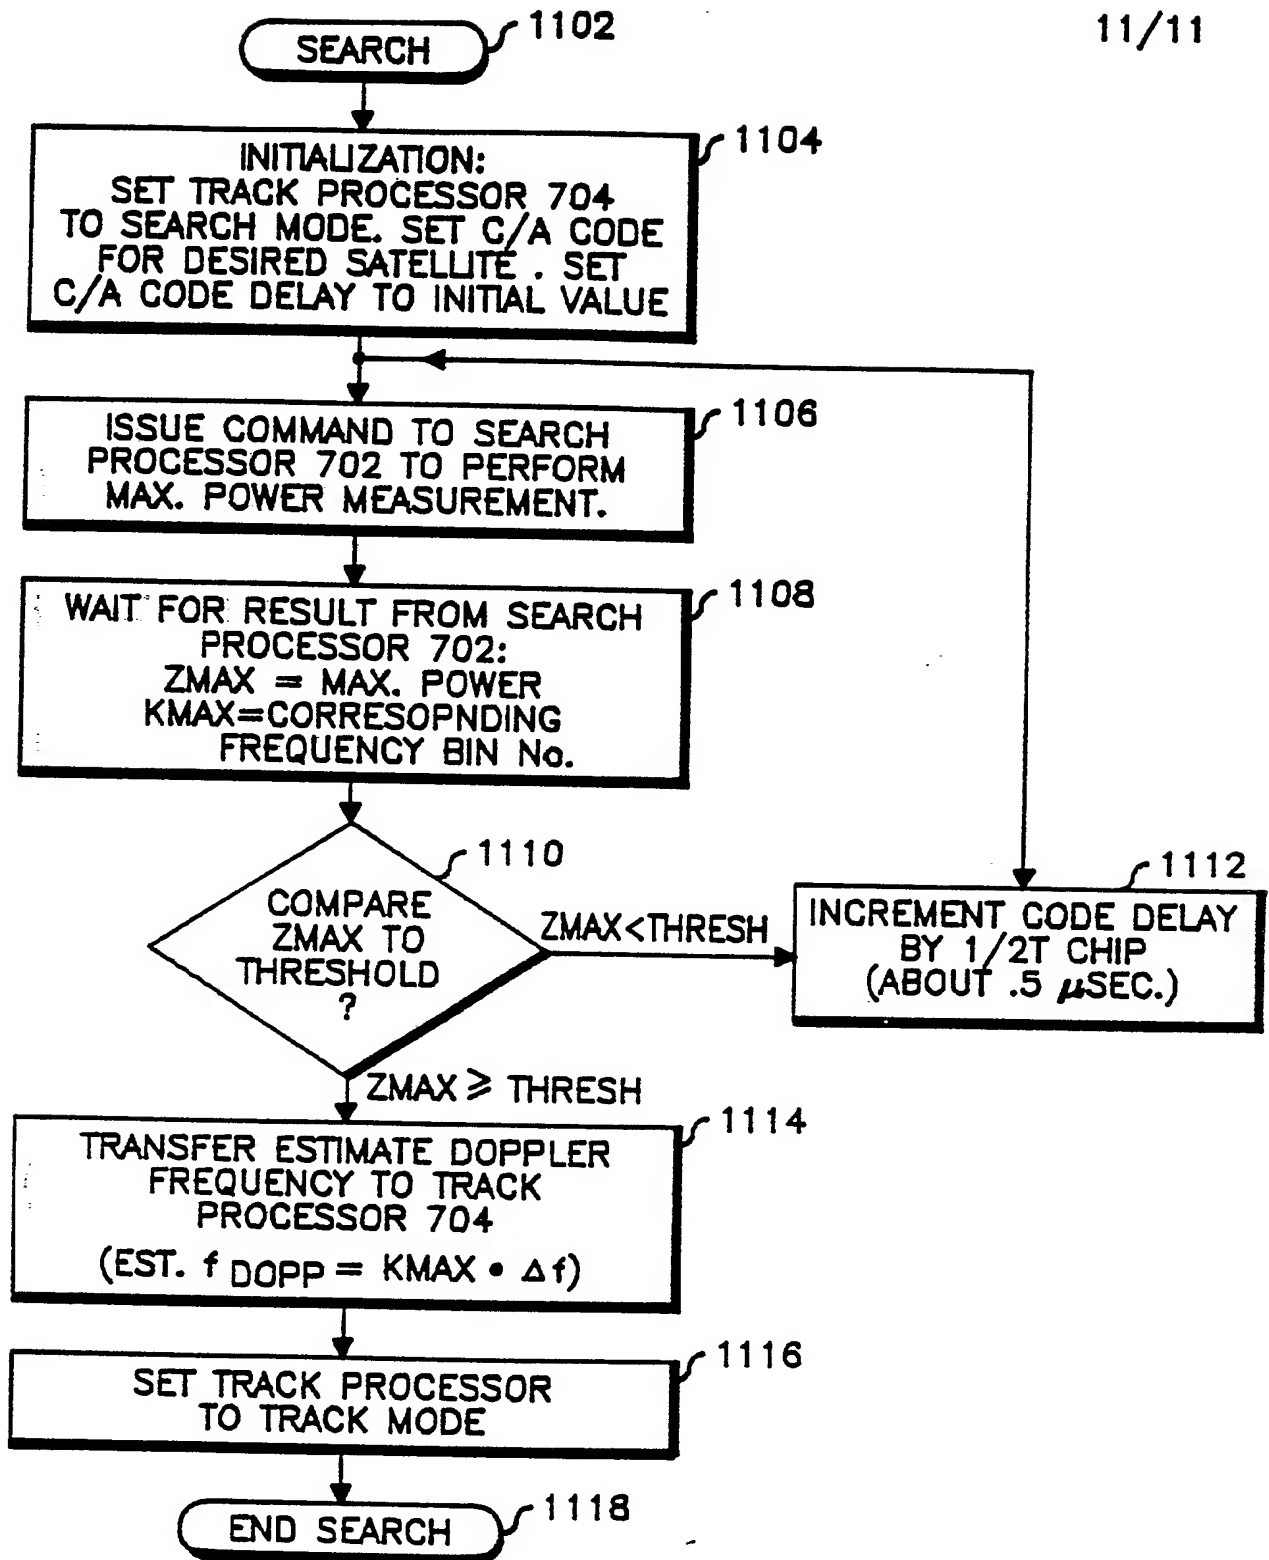 11/11
SEARCH
1102
INITIALIZATION:
SET TRACK PROCESSOR 704
TO SEARCH MODE. SET C/A CODE
FOR DESIRED SATELLITE . SET
C/A CODE DELAY TO INITIAL VALUE
1104
ISSUE COMMAND TO SEARCH
PROCESSOR 702 TO PERFORM
MAX. POWER MEASUREMENT.
1106
WAIT FOR RESULT FROM SEARCH
PROCESSOR 702:
ZMAX = MAX. POWER
KMAX=CORRESOPNDING
FREQUENCY BIN No.
1108
COMPARE
ZMAX TO
THRESHOLD
?
1110
ZMAX<THRESH
INCREMENT CODE DELAY
BY 1/2T CHIP
(ABOUT .5 μSEC.)
1112
ZMAX ⩾ THRESH
TRANSFER ESTIMATE DOPPLER
FREQUENCY TO TRACK
PROCESSOR 704
(EST. f DOPP = KMAX • Δf)
1114
SET TRACK PROCESSOR
TO TRACK MODE
1116
END SEARCH
1118